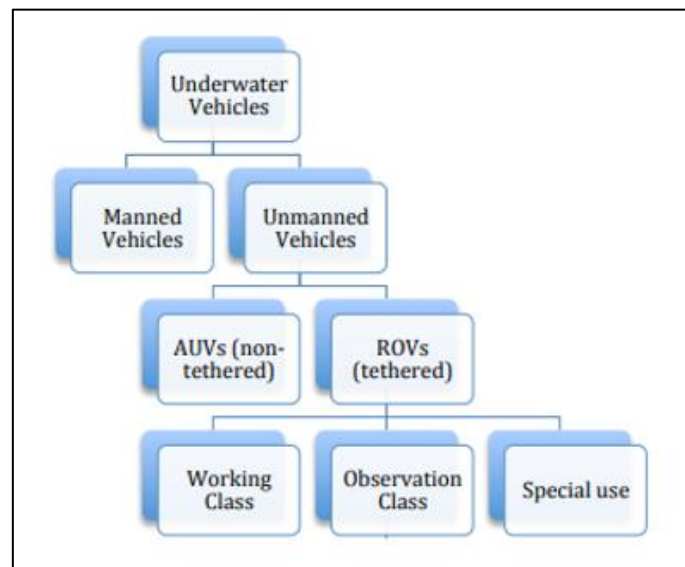 Underwater
Vehicles
Manned
Vehicles
Unmanned
Vehicles
AUVs (non-
tethered)
ROVs
(tethered)
Working
Class
Observation
Class
Special use